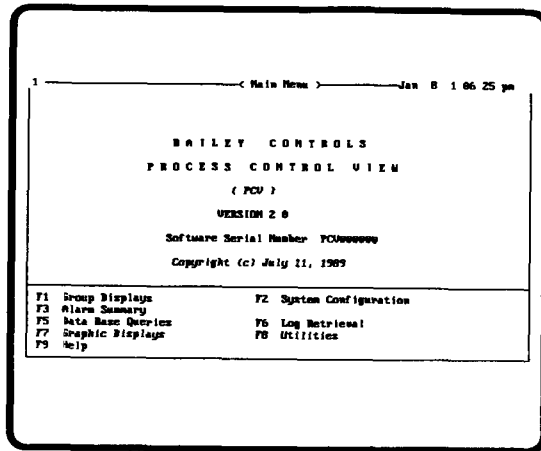 1 < Main Menu > Jan 8 1 06 25 pm
BAILEY CONTROLS
PROCESS CONTROL VIEW
( PCV )
VERSION 2 0
Software Serial Number
Copyright (c) July 11, 1989
F1 Group Displays F2 System Configuration
F3 Alarm Summary
F5 Data Base Queries F6 Log Retrieval
F7 Graphic Displays F8 Utilities
F9 Help